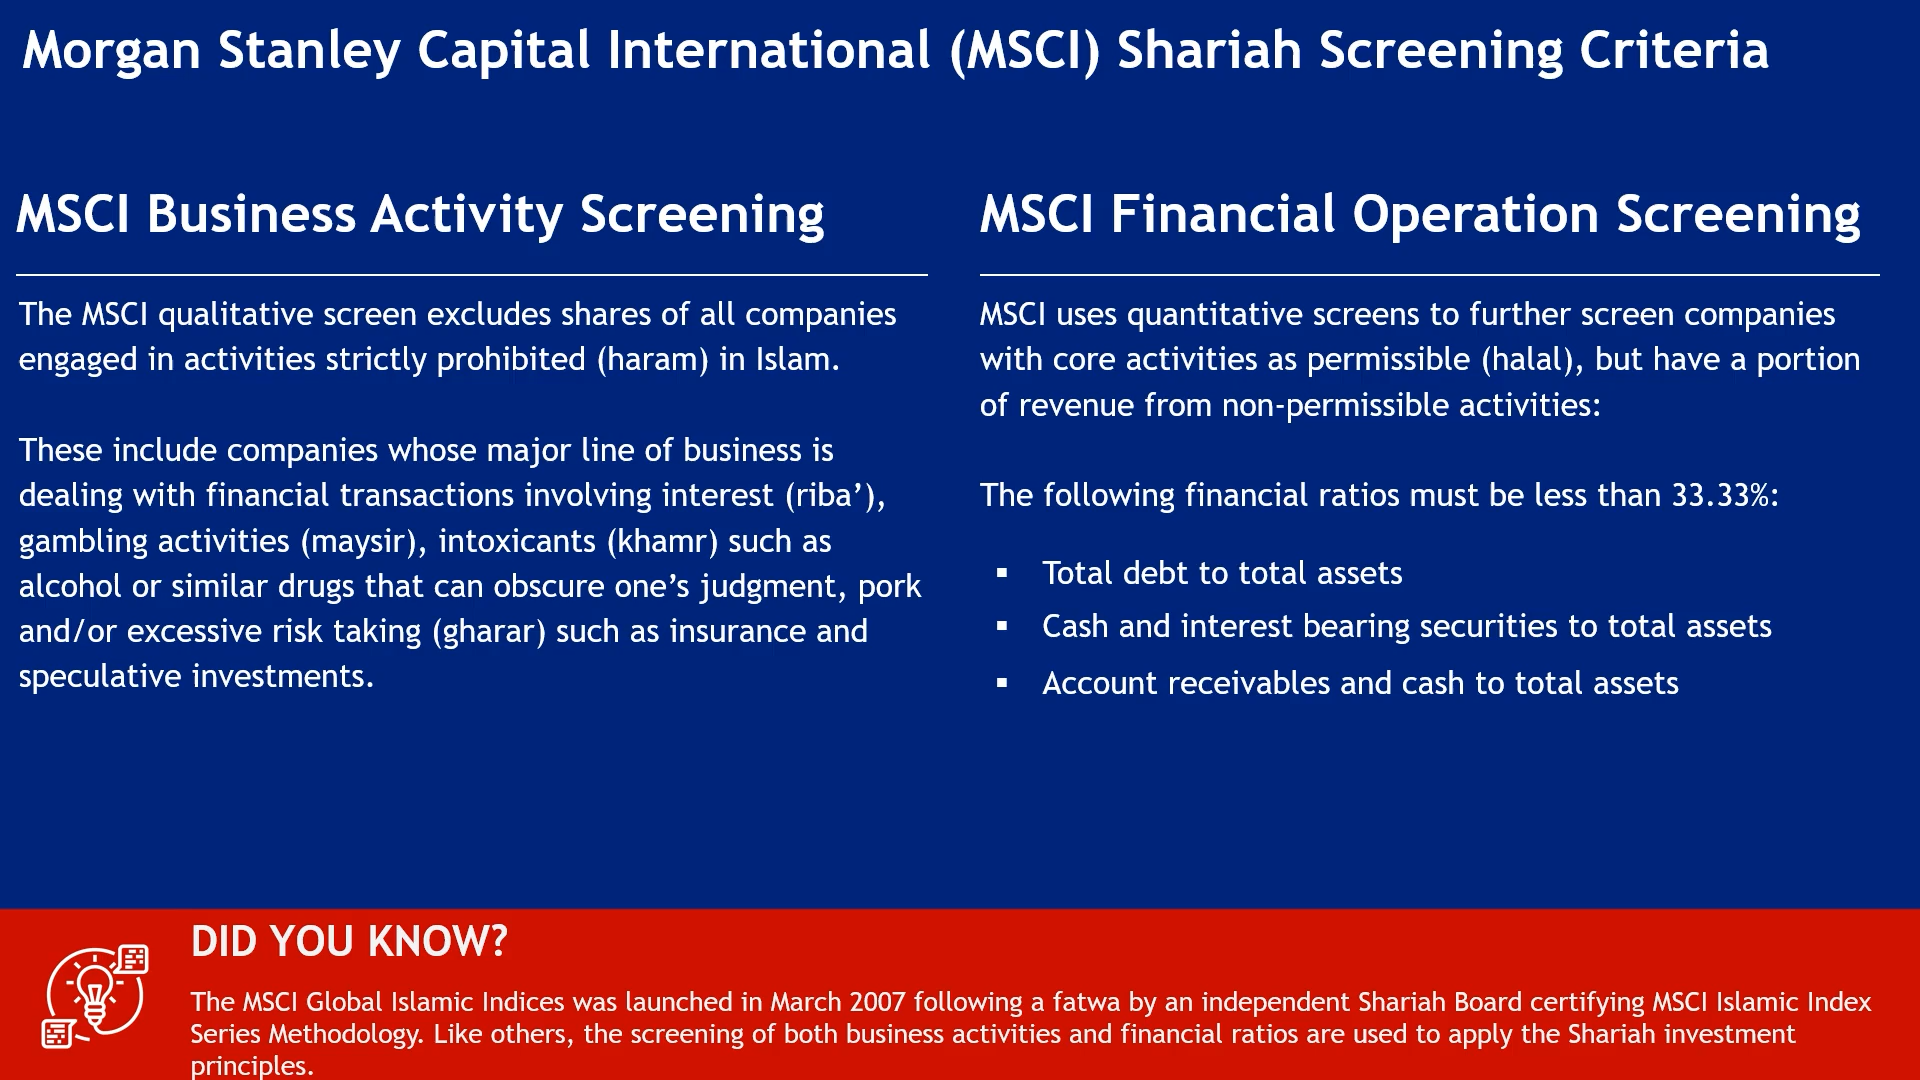 Morgan Stanley Capital International (MSCI) Shariah Screening Criteria
MSCI Business Activity Screening
The MSCI qualitative screen excludes shares of all companies
engaged in activities strictly prohibited (haram) in Islam.
These include companies whose major line of business is
dealing with financial transactions involving interest (riba’),
gambling activities (maysir), intoxicants (khamr) such as
alcohol or similar drugs that can obscure one’s judgment, pork
and/or excessive risk taking (gharar) such as insurance and
speculative investments.
MSCI Financial Operation Screening
MSCI uses quantitative screens to further screen companies
with core activities as permissible (halal), but have a portion
of revenue from non-permissible activities:
The following financial ratios must be less than 33.33%:
▪ Total debt to total assets
▪ Cash and interest bearing securities to total assets
▪ Account receivables and cash to total assets
DID YOU KNOW?
The MSCI Global Islamic Indices was launched in March 2007 following a fatwa by an independent Shariah Board certifying MSCI Islamic Index
Series Methodology. Like others, the screening of both business activities and financial ratios are used to apply the Shariah investment
principles.